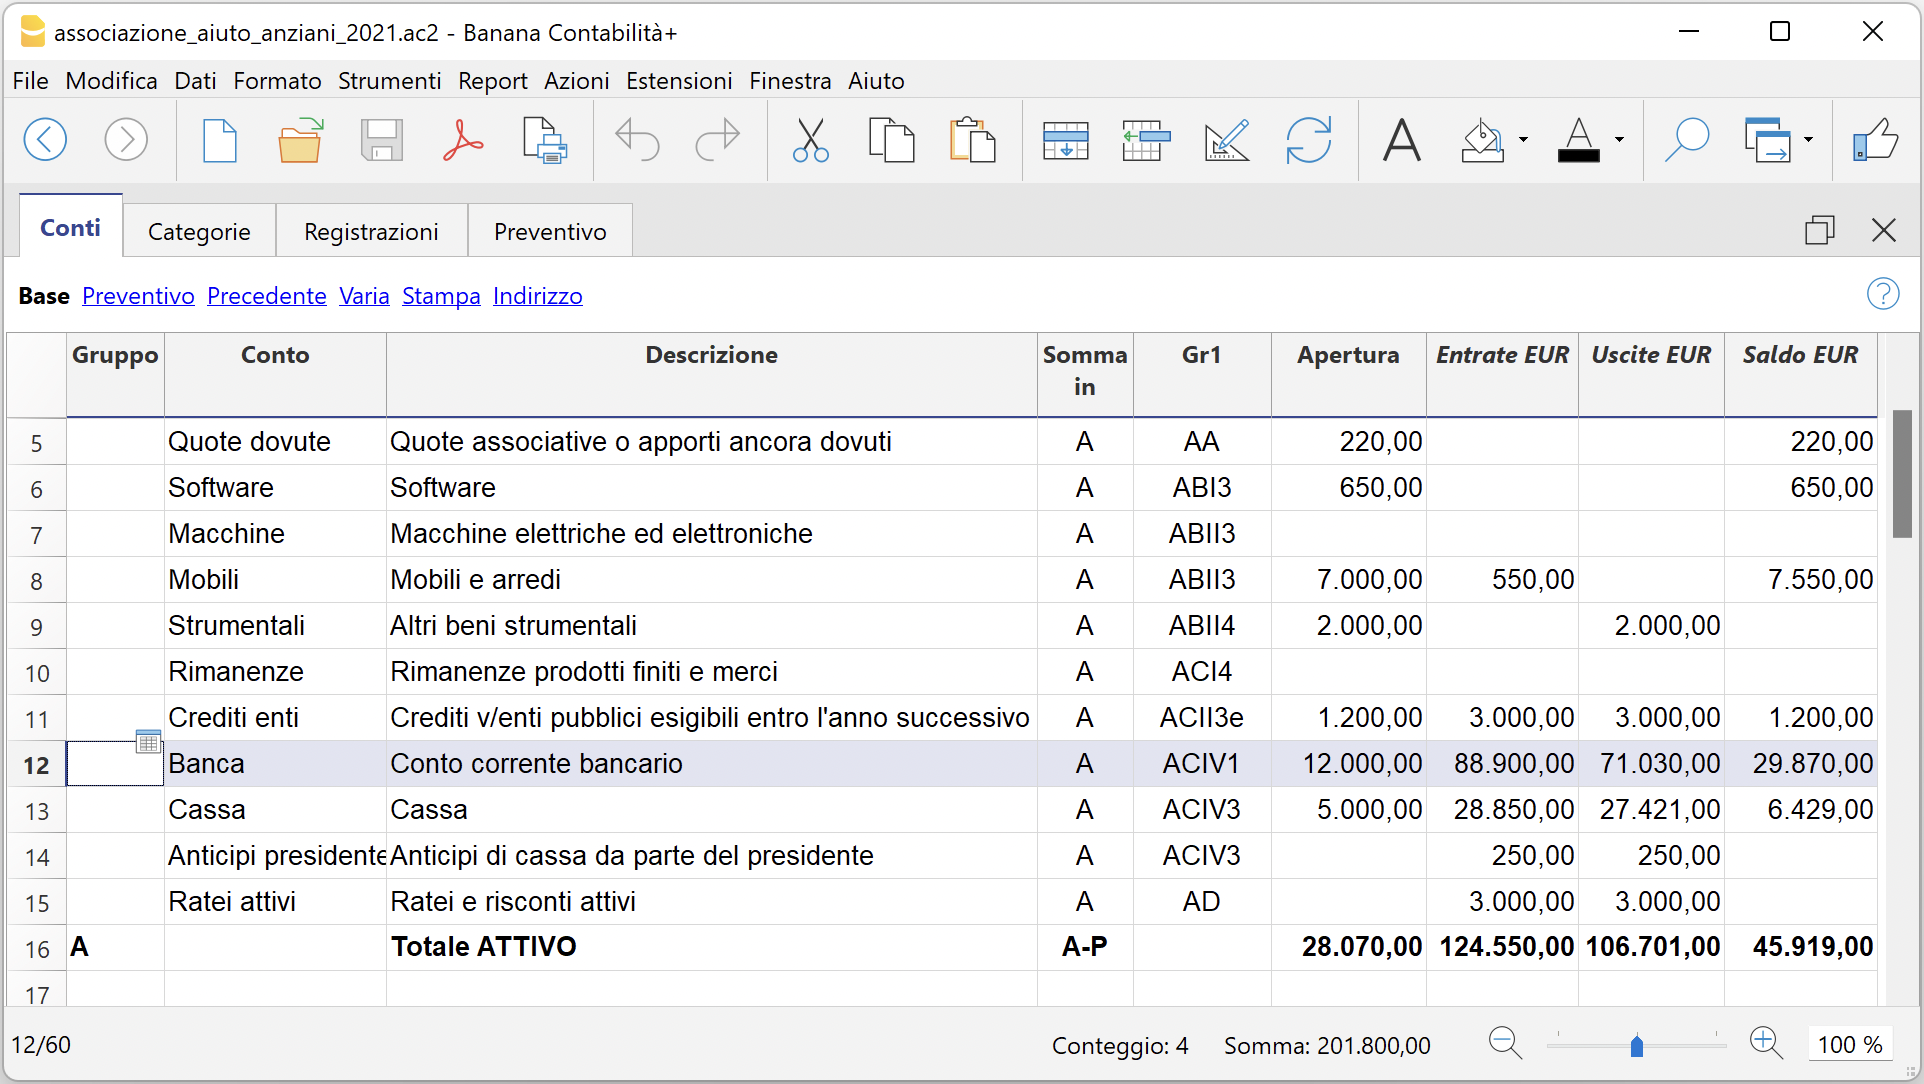 associazione_aiuto_anziani_2021.ac2 - Banana Contabilità+
File Modifica Dati Formato Strumenti Report Azioni Estensioni Finestra Aiuto
Conti Categorie Registrazioni Preventivo
Base Preventivo Precedente Varia Stampa Indirizzo
Gruppo Conto Descrizione Somma in Gr1 Apertura Entrate EUR Uscite EUR Saldo EUR
5 Quote dovute Quote associative o apporti ancora dovuti A AA 220,00 220,00
6 Software Software A ABI3 650,00 650,00
7 Macchine Macchine elettriche ed elettroniche A ABII3
8 Mobili Mobili e arredi A ABII3 7.000,00 550,00 7.550,00
9 Strumentali Altri beni strumentali A ABII4 2.000,00 2.000,00
10 Rimanenze Rimanenze prodotti finiti e merci A ACI4
11 Crediti enti Crediti v/enti pubblici esigibili entro l'anno successivo A ACII3e 1.200,00 3.000,00 3.000,00 1.200,00
12 Banca Conto corrente bancario A ACIV1 12.000,00 88.900,00 71.030,00 29.870,00
13 Cassa Cassa A ACIV3 5.000,00 28.850,00 27.421,00 6.429,00
14 Anticipi presidente Anticipi di cassa da parte del presidente A ACIV3 250,00 250,00
15 Ratei attivi Ratei e risconti attivi A AD 3.000,00 3.000,00
16 A Totale ATTIVO A-P 28.070,00 124.550,00 106.701,00 45.919,00
17
12/60 Conteggio: 4 Somma: 201.800,00 100 %